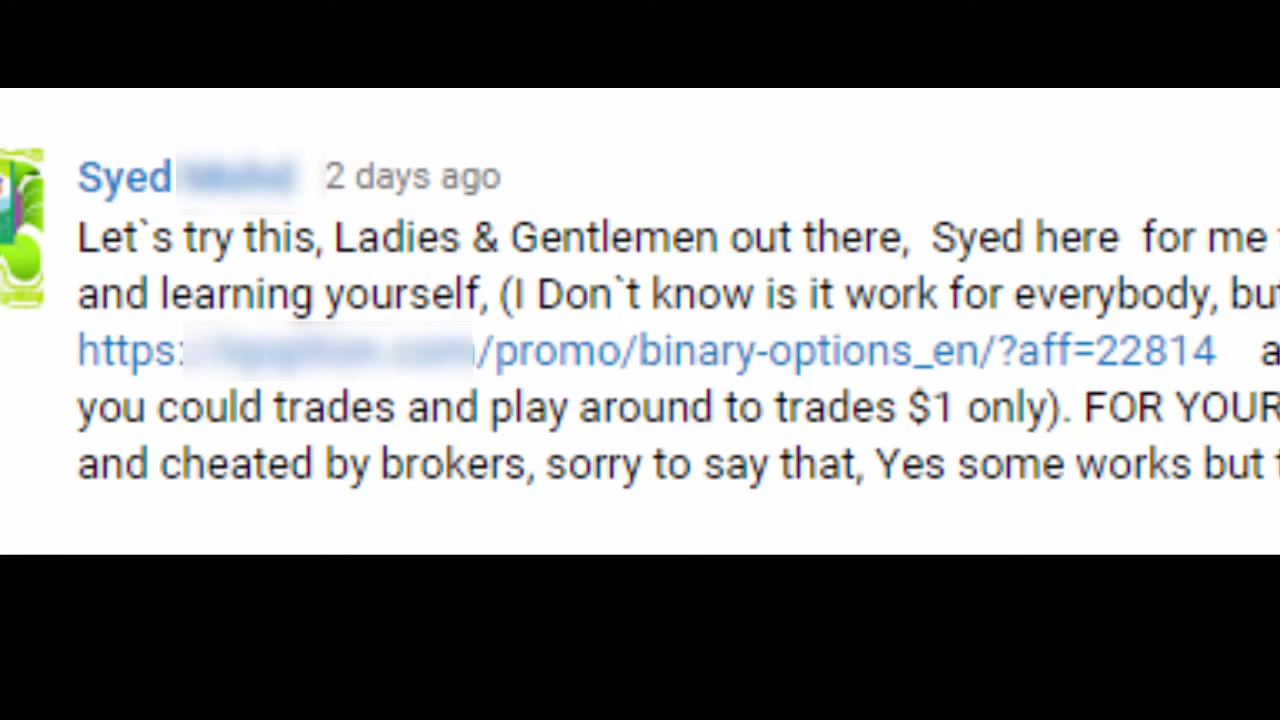 Syed 2 days ago
Let`s try this, Ladies & Gentlemen out there, Syed here for me
and learning yourself, (I Don`t know is it work for everybody, but
https: /promo/binary-options_en/?aff=22814 a
you could trades and play around to trades $1 only). FOR YOUR
and cheated by brokers, sorry to say that, Yes some works but t